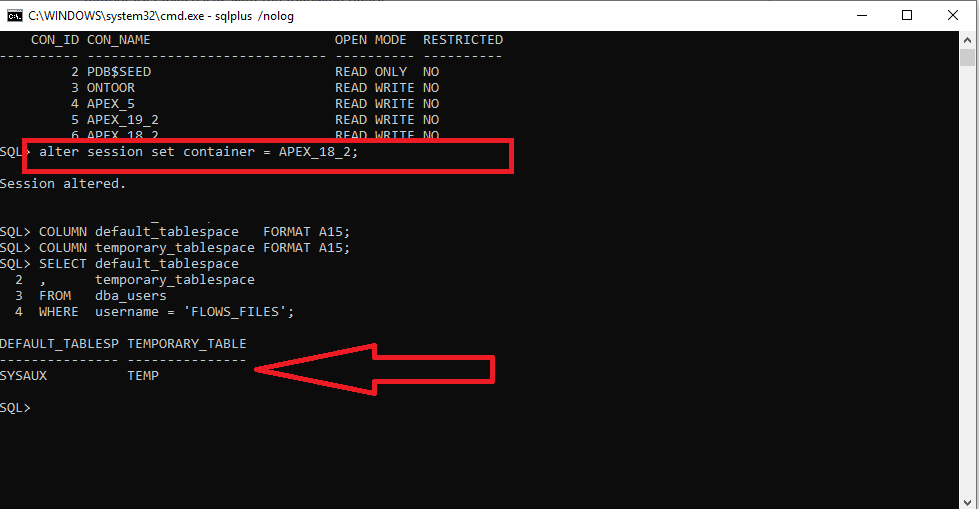 C:\WINDOWS\system32\cmd.exe - sqlplus /nolog
CON_ID CON_NAME OPEN MODE RESTRICTED
---------- ------------------------------ ---------- ----------
2 PDB$SEED READ ONLY NO
3 ONTOOR READ WRITE NO
4 APEX_5 READ WRITE NO
5 APEX_19_2 READ WRITE NO
6 APEX_18_2 READ WRITE NO
SQL> alter session set container = APEX_18_2;
Session altered.
SQL> COLUMN default_tablespace FORMAT A15;
SQL> COLUMN temporary_tablespace FORMAT A15;
SQL> SELECT default_tablespace
2 , temporary_tablespace
3 FROM dba_users
4 WHERE username = 'FLOWS_FILES';
DEFAULT_TABLESP TEMPORARY_TABLE
--------------- ---------------
SYSAUX TEMP
SQL>